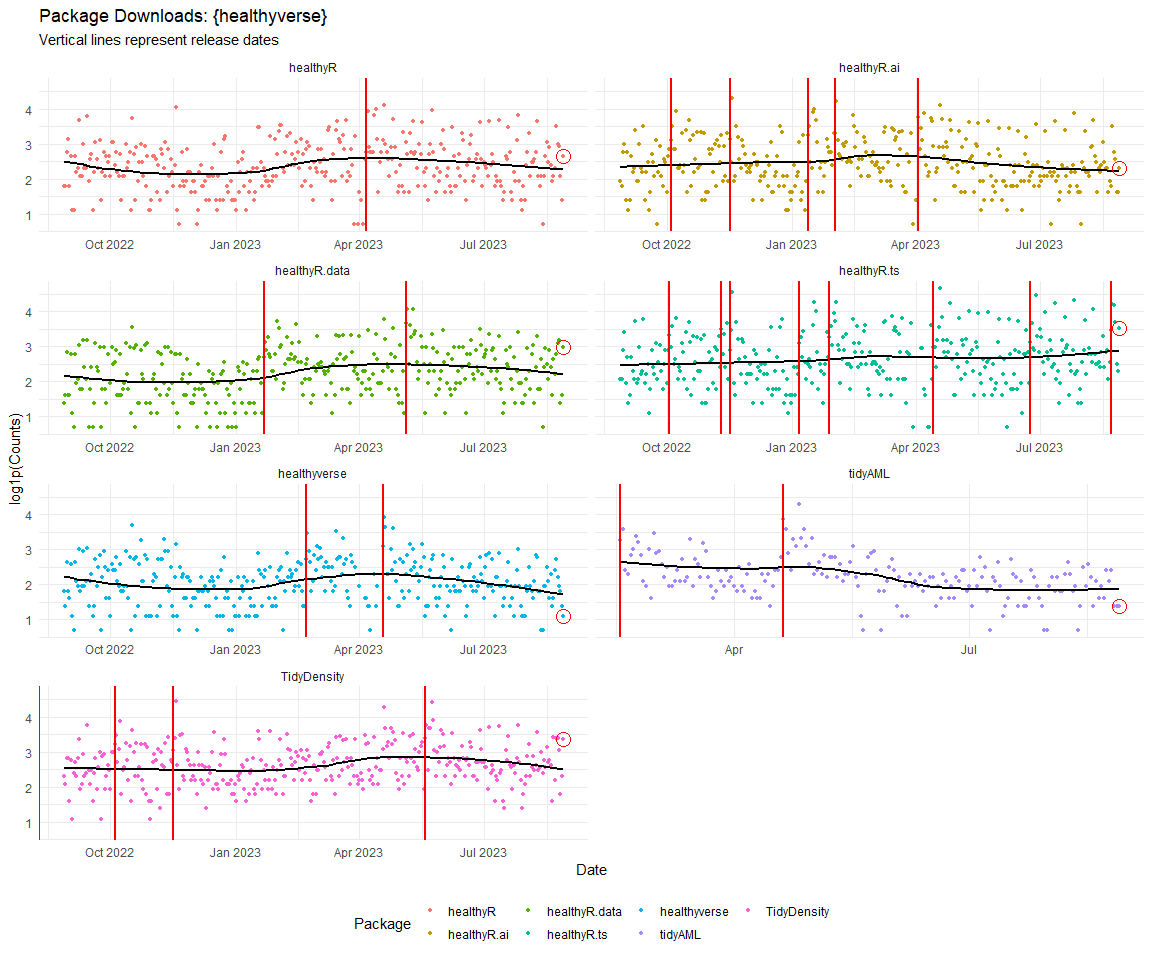 Package Downloads: {healthyverse}
Vertical lines represent release dates
healthyR
healthyR.ai
4
3
2
1
Oct 2022 Jan 2023 Apr 2023 Jul 2023
Oct 2022 Jan 2023 Apr 2023 Jul 2023
healthyR.data
healthyR.ts
4
3
2
1
Oct 2022 Jan 2023 Apr 2023 Jul 2023
Oct 2022 Jan 2023 Apr 2023 Jul 2023
log1p(Counts)
healthyverse
tidyAML
4
3
2
1
Oct 2022 Jan 2023 Apr 2023 Jul 2023
Apr Jul
TidyDensity
4
3
2
1
Oct 2022 Jan 2023 Apr 2023 Jul 2023
Date
Package
healthyR healthyR.data healthyverse TidyDensity
healthyR.ai healthyR.ts tidyAML